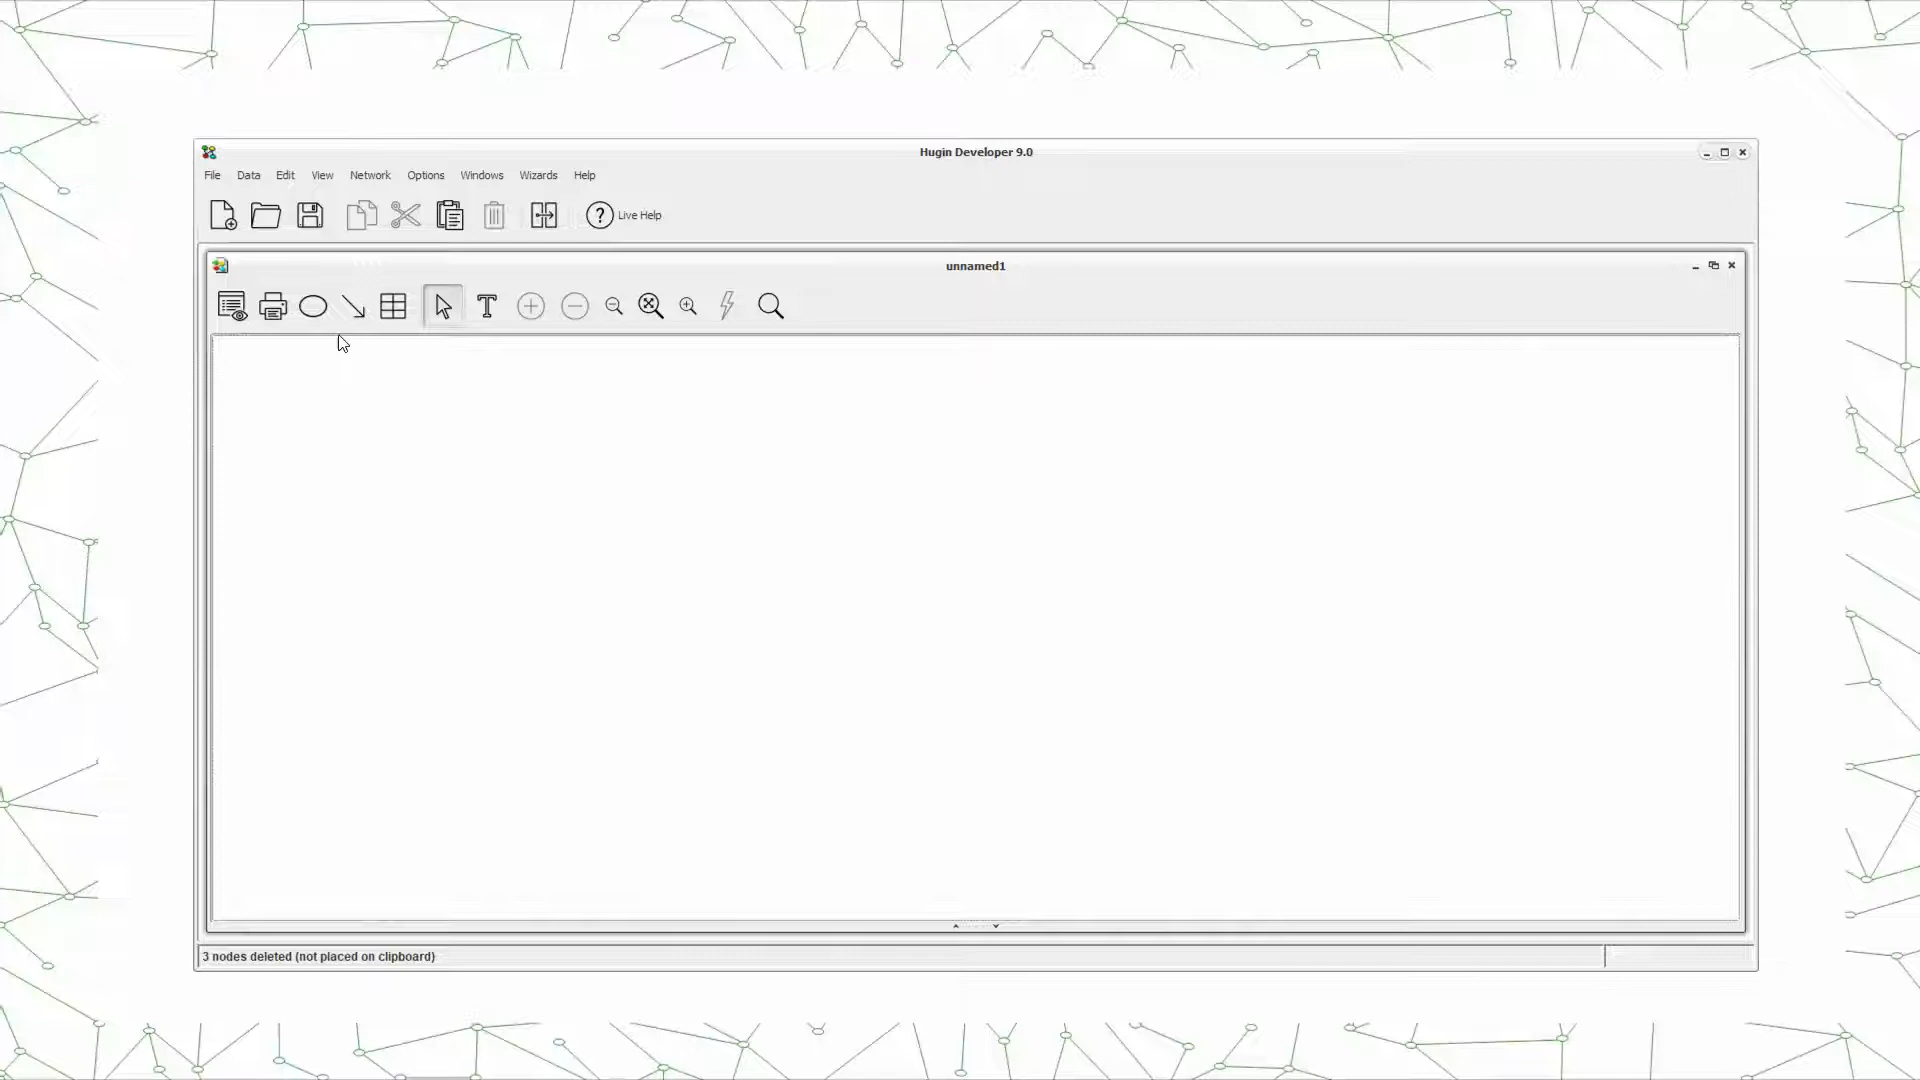 Hugin Developer 9.0
File Data Edit View Network Options Windows Wizards Help
? Live Help
unnamed1
T
3 nodes deleted (not placed on clipboard)